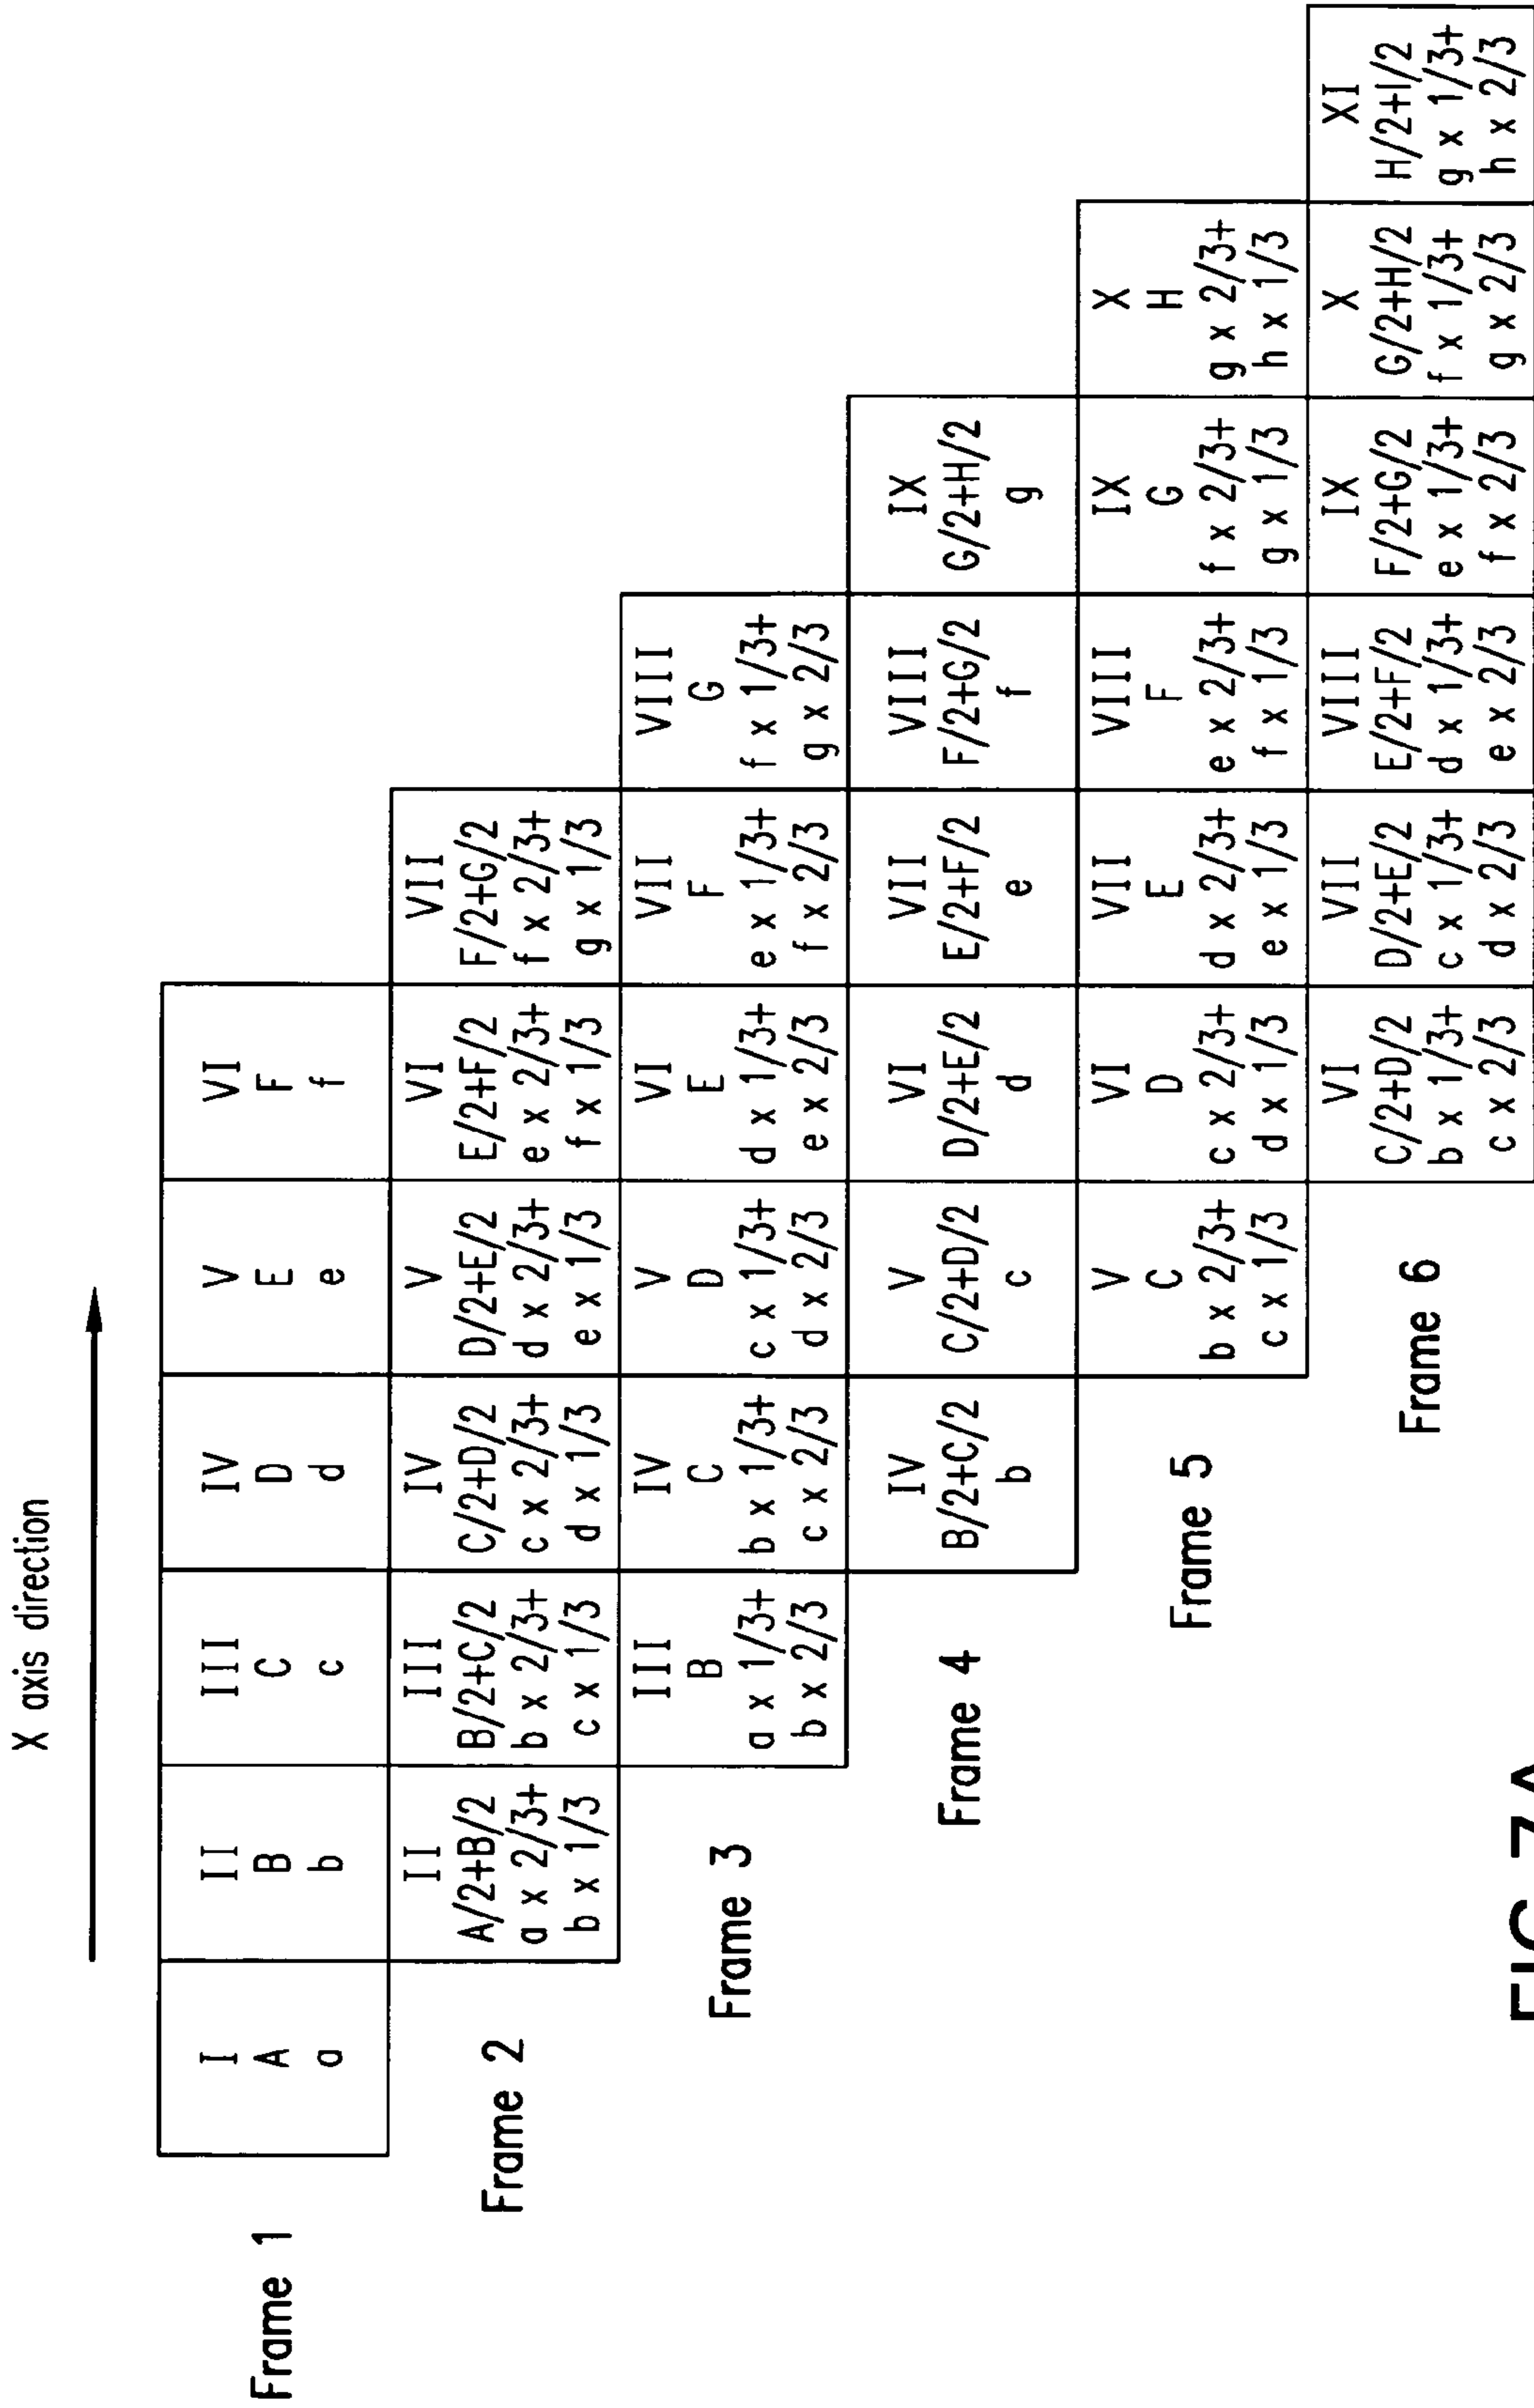 X axis direction
Frame 1
I
A
a
II
B
b
III
C
c
IV
D
d
V
E
e
VI
F
f
Frame 2
II
A/2+B/2
a x 2/3+
b x 1/3
III
B/2+C/2
b x 2/3+
c x 1/3
IV
C/2+D/2
c x 2/3+
d x 1/3
V
D/2+E/2
d x 2/3+
e x 1/3
VI
E/2+F/2
e x 2/3+
f x 1/3
VII
F/2+G/2
f x 2/3+
g x 1/3
Frame 3
III
B
a x 1/3+
b x 2/3
IV
C
b x 1/3+
c x 2/3
V
D
c x 1/3+
d x 2/3
VI
E
d x 1/3+
e x 2/3
VII
F
e x 1/3+
f x 2/3
VIII
G
f x 1/3+
g x 2/3
Frame 4
IV
B/2+C/2
b
V
C/2+D/2
c
VI
D/2+E/2
d
VII
E/2+F/2
e
VIII
F/2+G/2
f
IX
G/2+H/2
g
Frame 5
V
C
b x 2/3+
c x 1/3
VI
D
c x 2/3+
d x 1/3
VII
E
d x 2/3+
e x 1/3
VIII
F
e x 2/3+
f x 1/3
IX
G
f x 2/3+
g x 1/3
X
H
g x 2/3+
h x 1/3
Frame 6
VI
C/2+D/2
b x 1/3+
c x 2/3
VII
D/2+E/2
c x 1/3+
d x 2/3
VIII
E/2+F/2
d x 1/3+
e x 2/3
IX
F/2+G/2
e x 1/3+
f x 2/3
X
G/2+H/2
f x 1/3+
g x 2/3
XI
H/2+I/2
g x 1/3+
h x 2/3